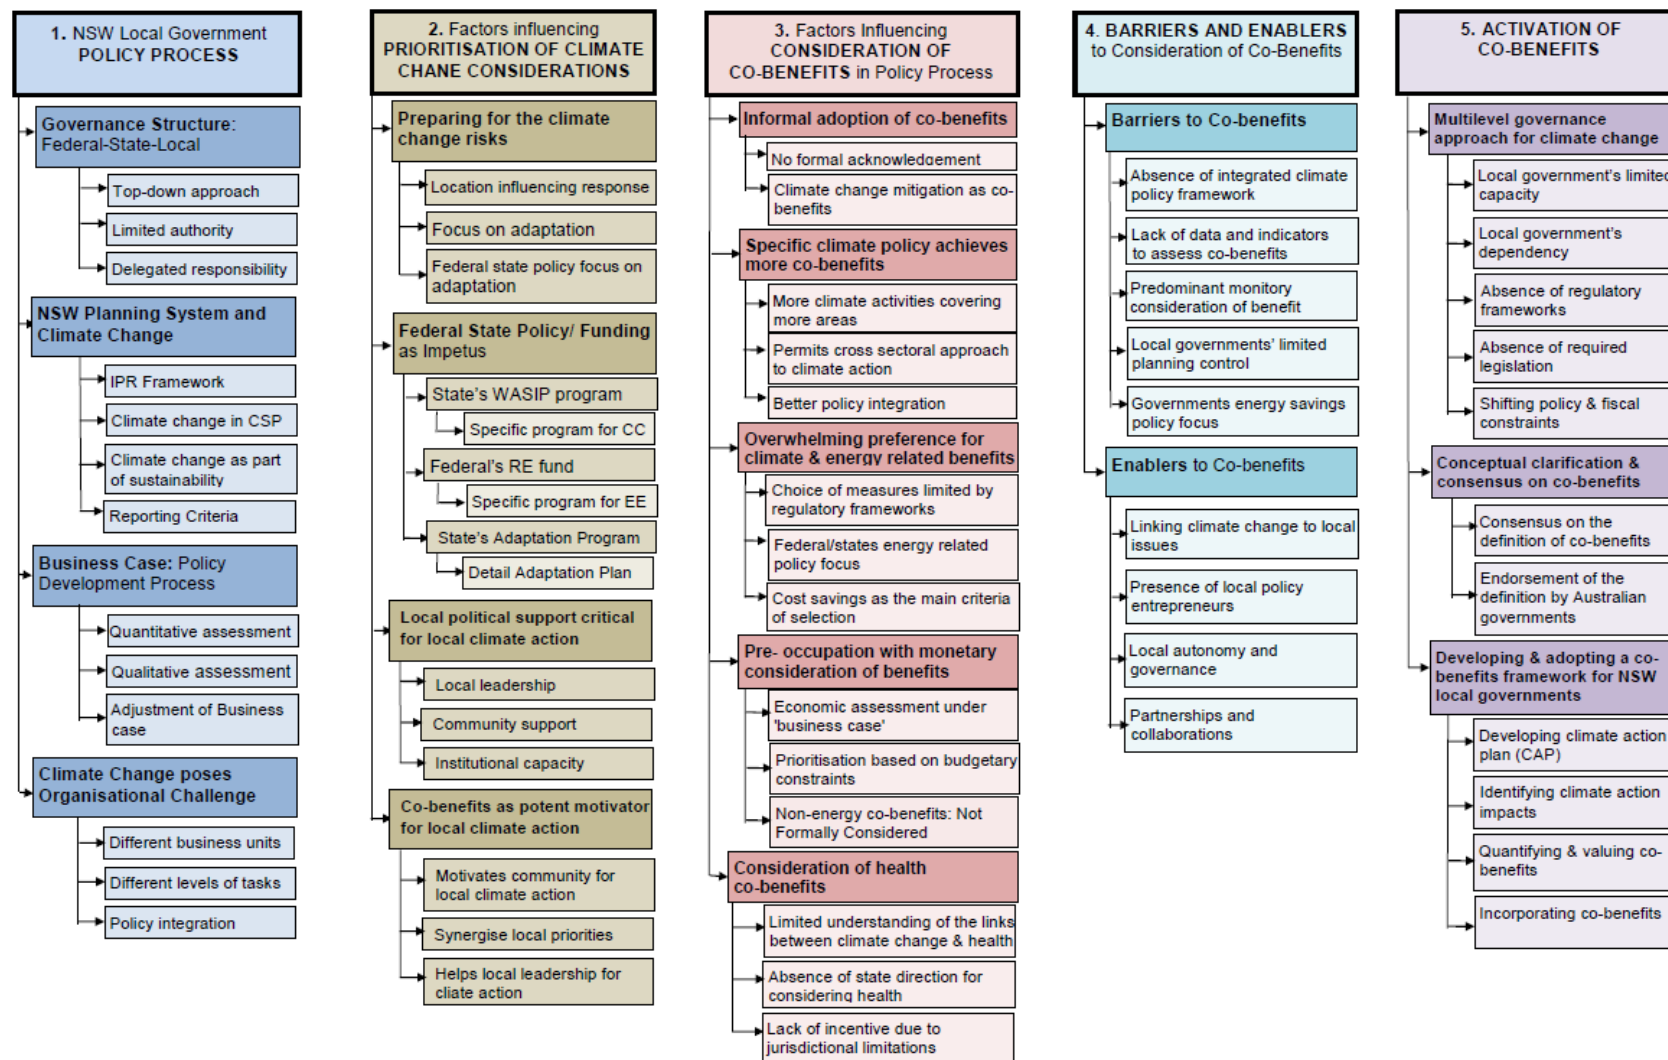 1. NSW Local Government
POLICY PROCESS
Governance Structure:
Federal-State-Local
Top-down approach
Limited authority
Delegated responsibility
NSW Planning System and
Climate Change
IPR Framework
Climate change in CSP
Climate change as part
of sustainability
Reporting Criteria
Business Case: Policy
Development Process
Quantitative assessment
Qualitative assessment
Adjustment of Business
case
Climate Change poses
Organisational Challenge
Different business units
Different levels of tasks
Policy integration
2. Factors influencing
PRIORITISATION OF CLIMATE
CHANE CONSIDERATIONS
Preparing for the climate
change risks
Location influencing response
Focus on adaptation
Federal state policy focus on
adaptation
Federal State Policy/ Funding
as Impetus
State's WASIP program
Specific program for CC
Federal's RE fund
Specific program for EE
State's Adaptation Program
Detail Adaptation Plan
Local political support critical
for local climate action
Local leadership
Community support
Institutional capacity
Co-benefits as potent motivator
for local climate action
Motivates community for
local climate action
Synergise local priorities
Helps local leadership for
cliate action
3. Factors Influencing
CONSIDERATION OF
CO-BENEFITS in Policy Process
Informal adoption of co-benefits
No formal acknowledgement
Climate change mitigation as co-
benefits
Specific climate policy achieves
more co-benefits
More climate activities covering
more areas
Permits cross sectoral approach
to climate action
Better policy integration
Overwhelming preference for
climate & energy related benefits
Choice of measures limited by
regulatory frameworks
Federal/states energy related
policy focus
Cost savings as the main criteria
of selection
Pre- occupation with monetary
consideration of benefits
Economic assessment under
'business case'
Prioritisation based on budgetary
constraints
Non-energy co-benefits: Not
Formally Considered
Consideration of health
co-benefits
Limited understanding of the links
between climate change & health
Absence of state direction for
considering health
Lack of incentive due to
jurisdictional limitations
4. BARRIERS AND ENABLERS
to Consideration of Co-Benefits
Barriers to Co-benefits
Absence of integrated climate
policy framework
Lack of data and indicators
to assess co-benefits
Predominant monitory
consideration of benefit
Local governments' limited
planning control
Governments energy savings
policy focus
Enablers to Co-benefits
Linking climate change to local
issues
Presence of local policy
entrepreneurs
Local autonomy and
governance
Partnerships and
collaborations
5. ACTIVATION OF
CO-BENEFITS
Multilevel governance
approach for climate change
Local government's limited
capacity
Local government's
dependency
Absence of regulatory
frameworks
Absence of required
legislation
Shifting policy & fiscal
constraints
Conceptual clarification &
consensus on co-benefits
Consensus on the
definition of co-benefits
Endorsement of the
definition by Australian
governments
Developing & adopting a co-
benefits framework for NSW
local governments
Developing climate action
plan (CAP)
Identifying climate action
impacts
Quantifying & valuing co-
benefits
Incorporating co-benefits